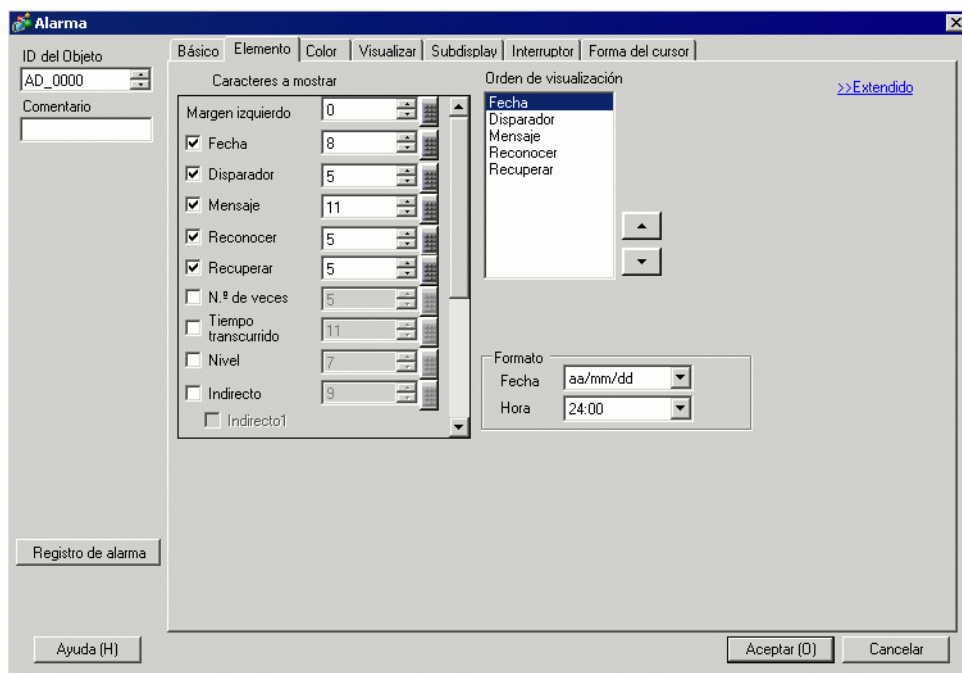 Alarma
ID del Objeto
AD_0000
Comentario
Básico Elemento Color Visualizar Subdisplay Interruptor Forma del cursor
Caracteres a mostrar
Margen izquierdo 0
Fecha 8
Disparador 5
Mensaje 11
Reconocer 5
Recuperar 5
N.º de veces 5
Tiempo transcurrido 11
Nivel 7
Indirecto 9
Indirecto1
Orden de visualización
Fecha
Disparador
Mensaje
Reconocer
Recuperar
>>Extendido
Formato
Fecha aa/mm/dd
Hora 24:00
Registro de alarma
Ayuda (H)
Aceptar (O)
Cancelar